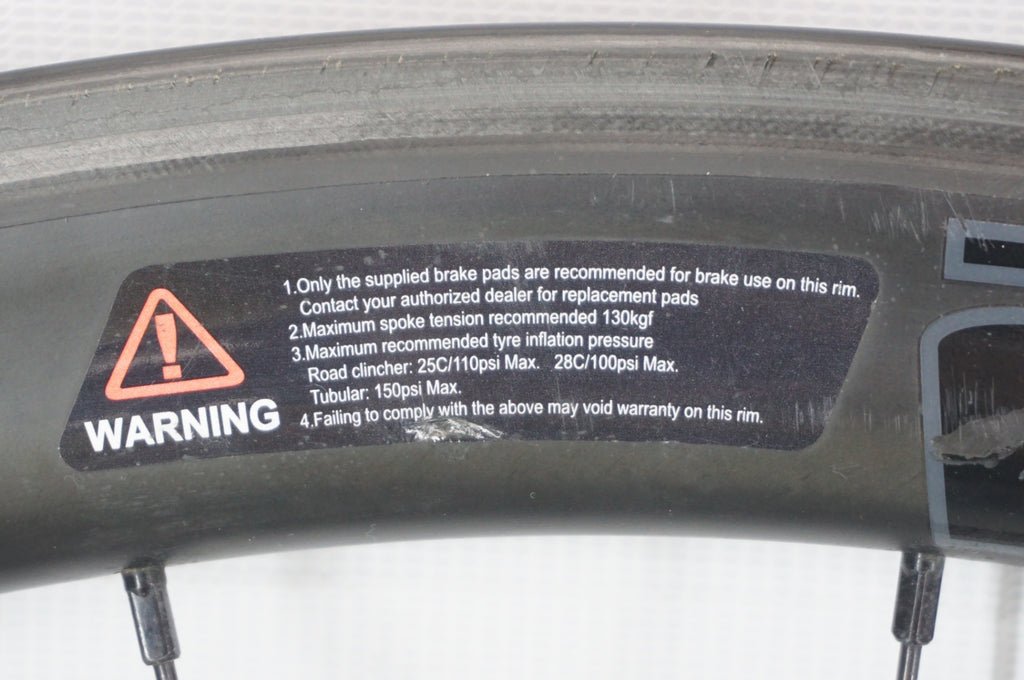 WARNING
1.Only the supplied brake pads are recommended for brake use on this rim.
Contact your authorized dealer for replacement pads
2.Maximum spoke tension recommended 130kgf
3.Maximum recommended tyre inflation pressure
Road clincher: 25C/110psi Max. 28C/100psi Max.
Tubular: 150psi Max.
4.Failing to comply with the above may void warranty on this rim.